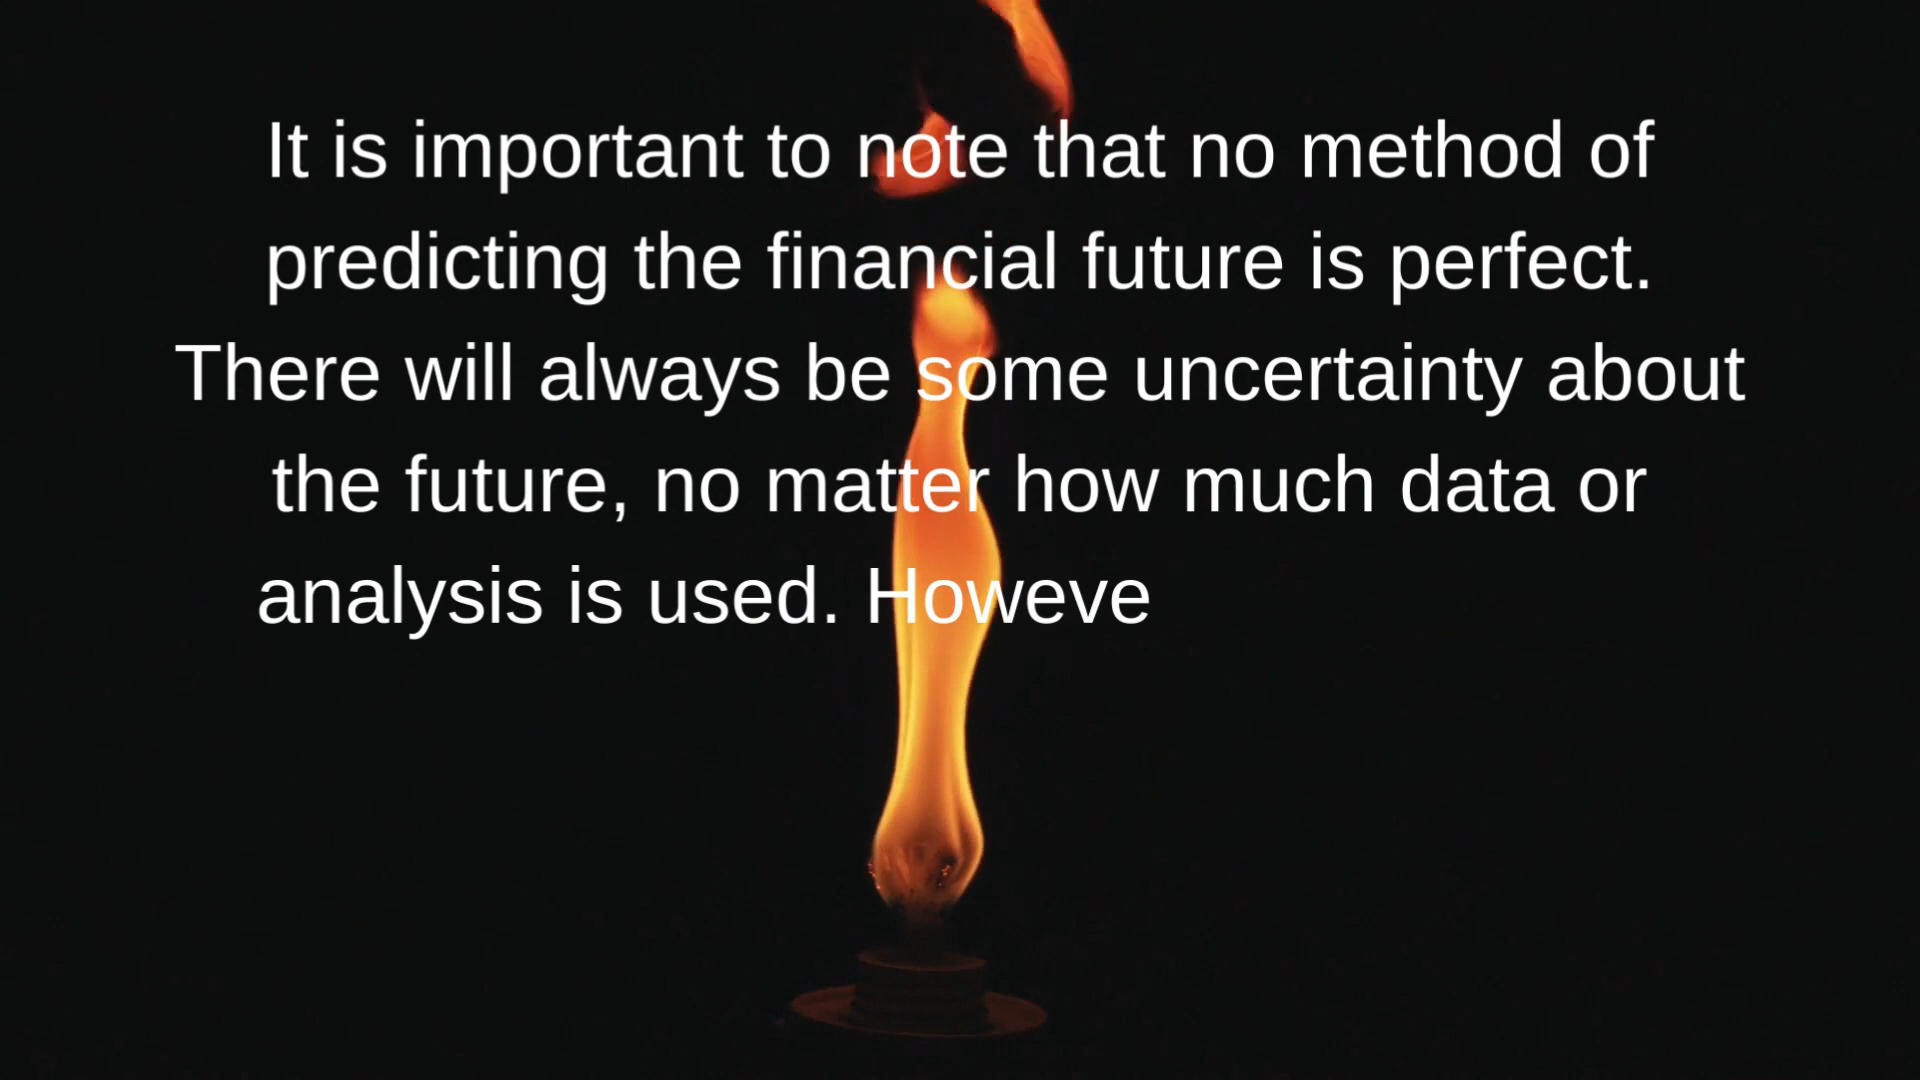 It is important to note that no method of
predicting the financial future is perfect.
There will always be some uncertainty about
the future, no matter how much data or
analysis is used. Howeve